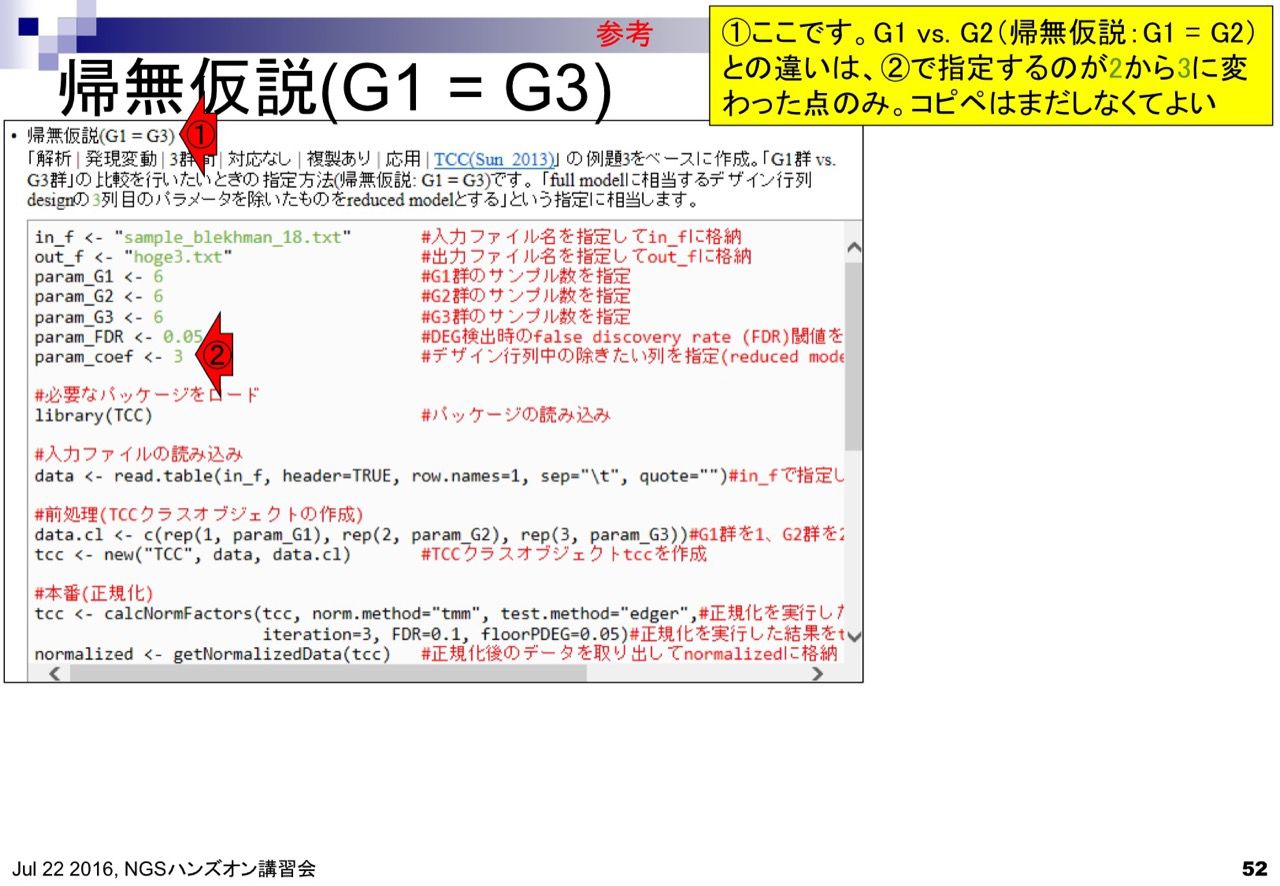 参考
①ここです。G1 vs. G2(帰無仮説:G1 = G2)
との違いは、②で指定するのが2から3に変
わった点のみ。コピペはまだしなくてよい
帰無仮説(G1 = G3)
• 帰無仮説(G1 = G3) ①
「解析 | 発現変動 | 3群間 | 対応なし | 複製あり | 応用 | TCC(Sun_2013)」の例題3をベースに作成。「G1群 vs.
G3群」の比較を行いたいときの指定方法(帰無仮説: G1 = G3)です。「full modelに相当するデザイン行列
designの3列目のパラメータを除いたものをreduced modelとする」という指定に相当します。
in_f <- "sample_blekhman_18.txt" #入力ファイル名を指定してin_fに格納
out_f <- "hoge3.txt" #出力ファイル名を指定してout_fに格納
param_G1 <- 6 #G1群のサンプル数を指定
param_G2 <- 6 #G2群のサンプル数を指定
param_G3 <- 6 #G3群のサンプル数を指定
param_FDR <- 0.05 #DEG検出時のfalse discovery rate (FDR)閾値を
param_coef <- 3 ② #デザイン行列中の除きたい列を指定(reduced mode
#必要なパッケージをロード
library(TCC) #パッケージの読み込み
#入力ファイルの読み込み
data <- read.table(in_f, header=TRUE, row.names=1, sep="\t", quote="")#in_fで指定し
#前処理(TCCクラスオブジェクトの作成)
data.cl <- c(rep(1, param_G1), rep(2, param_G2), rep(3, param_G3))#G1群を1、G2群を2
tcc <- new("TCC", data, data.cl) #TCCクラスオブジェクトtccを作成
#本番(正規化)
tcc <- calcNormFactors(tcc, norm.method="tmm", test.method="edger",#正規化を実行した
iteration=3, FDR=0.1, floorPDEG=0.05)#正規化を実行した結果をt
normalized <- getNormalizedData(tcc) #正規化後のデータを取り出してnormalizedに格納
Jul 22 2016, NGSハンズオン講習会
52